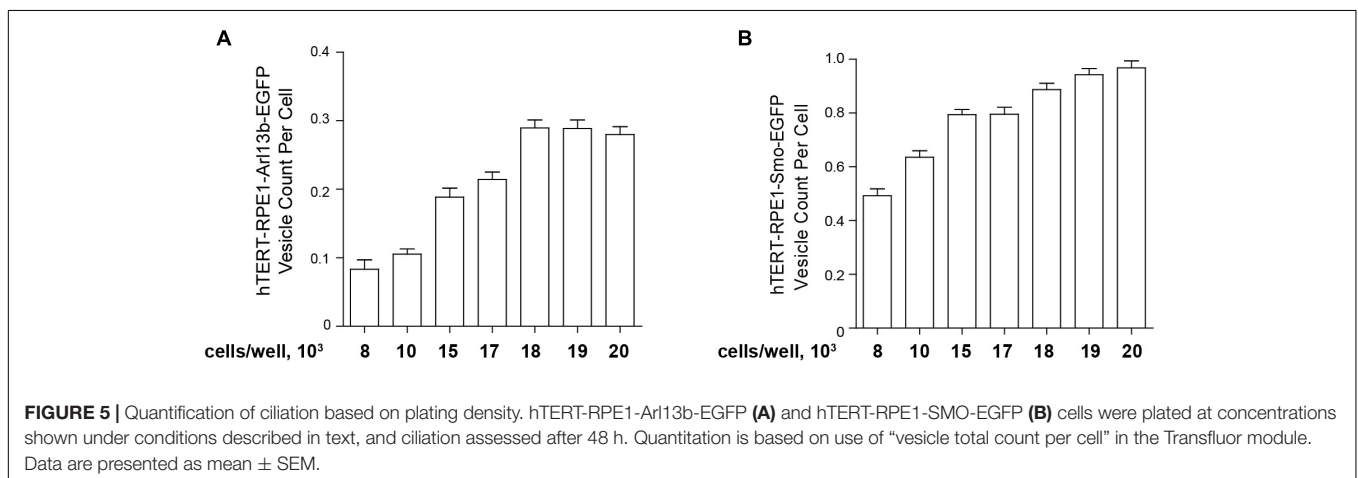 A
hTERT-RPE1-Arl13b-EGFP
Vesicle Count Per Cell
0.4
0.3
0.2
0.1
0
cells/well, 10³ 8 10 15 17 18 19 20
B
hTERT-RPE1-Smo-EGFP
Vesicle Count Per Cell
1.0
0.8
0.6
0.4
0.2
0
cells/well, 10³ 8 10 15 17 18 19 20
FIGURE 5 | Quantification of ciliation based on plating density. hTERT-RPE1-Arl13b-EGFP (A) and hTERT-RPE1-SMO-EGFP (B) cells were plated at concentrations
shown under conditions described in text, and ciliation assessed after 48 h. Quantitation is based on use of “vesicle total count per cell” in the Transfluor module.
Data are presented as mean ± SEM.